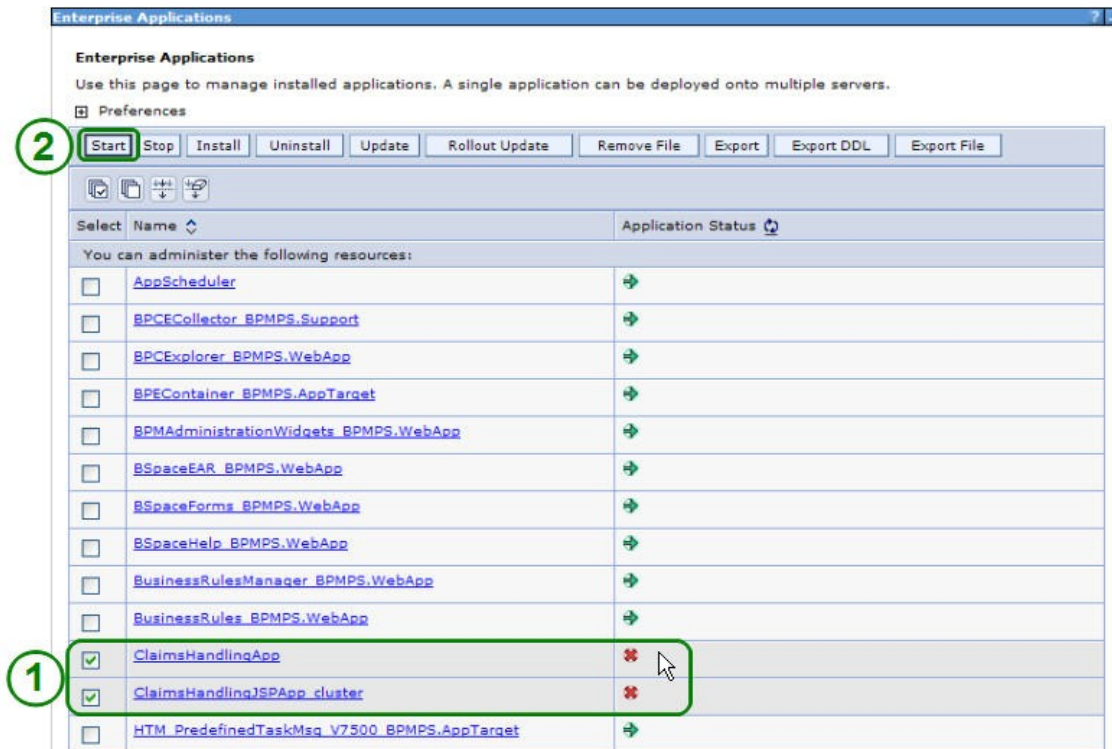 Enterprise Applications ?
Enterprise Applications
Use this page to manage installed applications. A single application can be deployed onto multiple servers.
Preferences
2 Start Stop Install Uninstall Update Rollout Update Remove File Export Export DDL Export File
Select Name Application Status
You can administer the following resources:
AppScheduler
BPCECollector_BPMPS.Support
BPCExplorer_BPMPS.WebApp
BPEContainer_BPMPS.AppTarget
BPMAdministrationWidgets_BPMPS.WebApp
BSpaceEAR_BPMPS.WebApp
BSpaceForms_BPMPS.WebApp
BSpaceHelp_BPMPS.WebApp
BusinessRulesManager_BPMPS.WebApp
BusinessRules_BPMPS.WebApp
1 ClaimsHandlingApp
ClaimsHandlingJSPApp_cluster
HTM_PredefinedTaskMsg_V7500_BPMPS.AppTarget